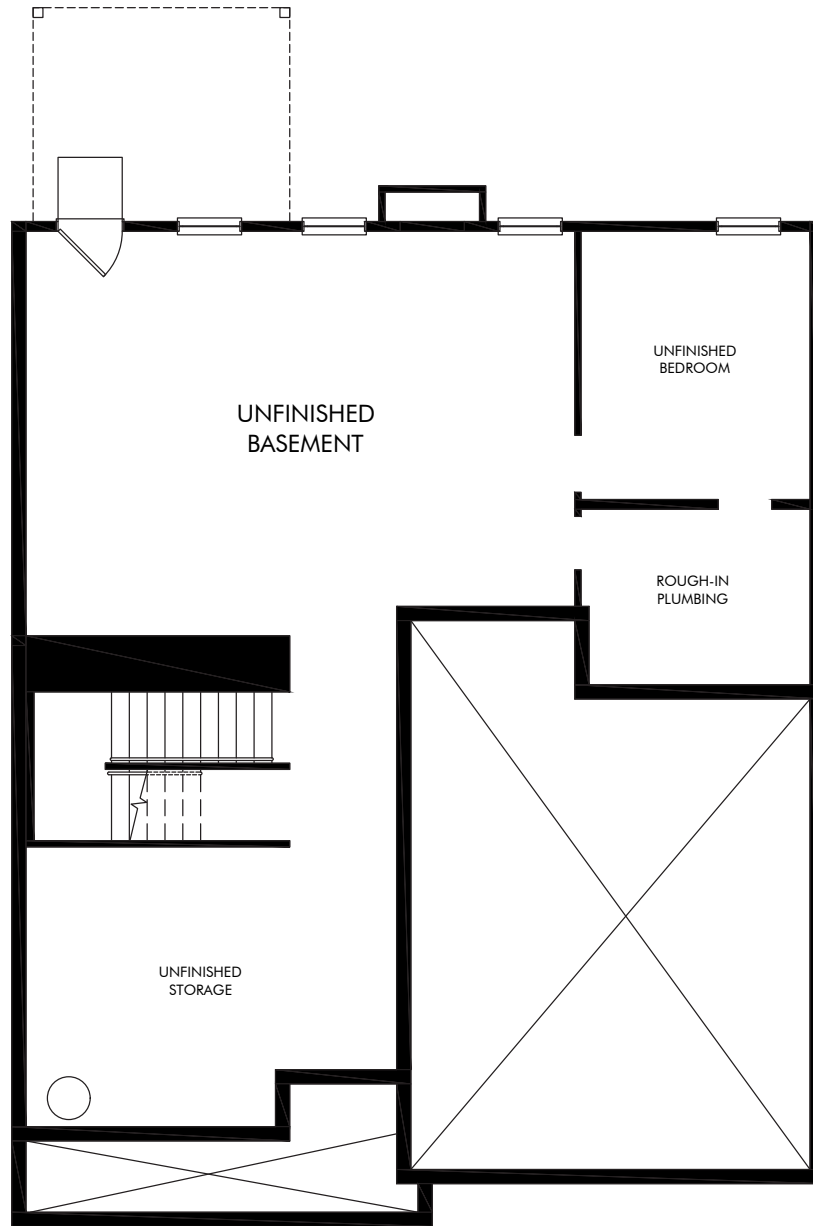 UNFINISHED
BEDROOM
UNFINISHED
BASEMENT
ROUGH-IN
PLUMBING
UNFINISHED
STORAGE